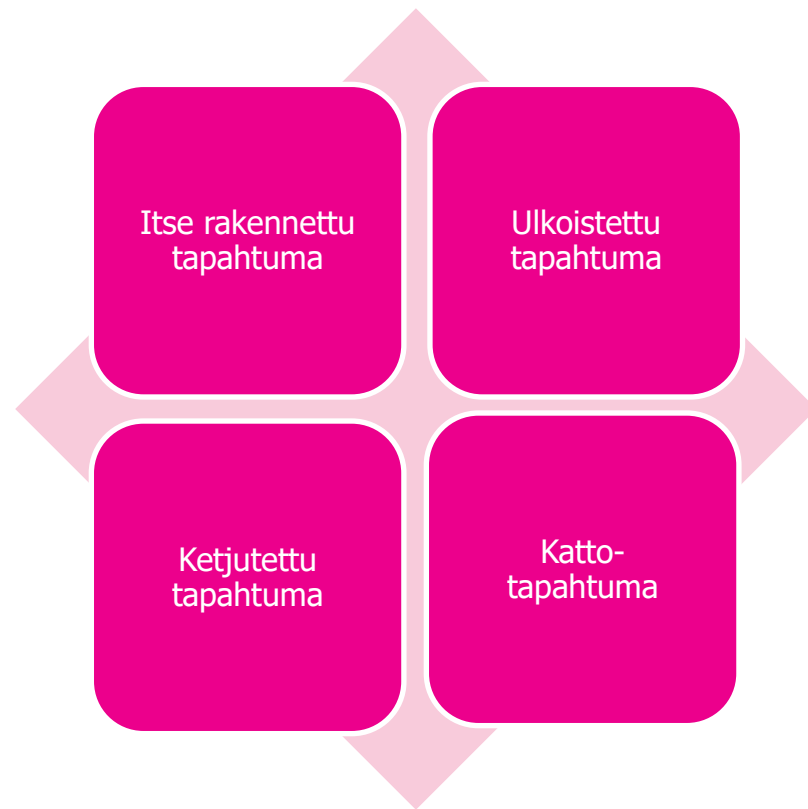 Itse rakennettu
tapahtuma
Ulkoistettu
tapahtuma
Ketjutettu
tapahtuma
Katto-
tapahtuma